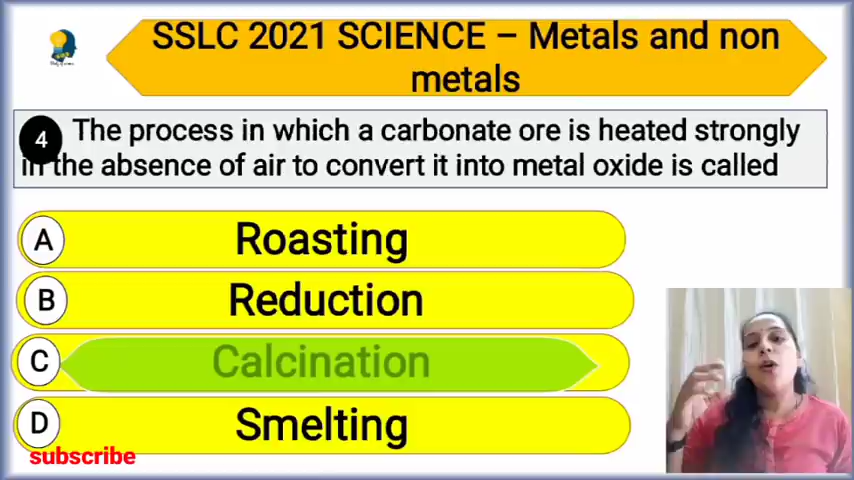 SSLC 2021 SCIENCE – Metals and non
metals
4 The process in which a carbonate ore is heated strongly
in the absence of air to convert it into metal oxide is called
A Roasting
B Reduction
C Calcination
D Smelting
subscribe